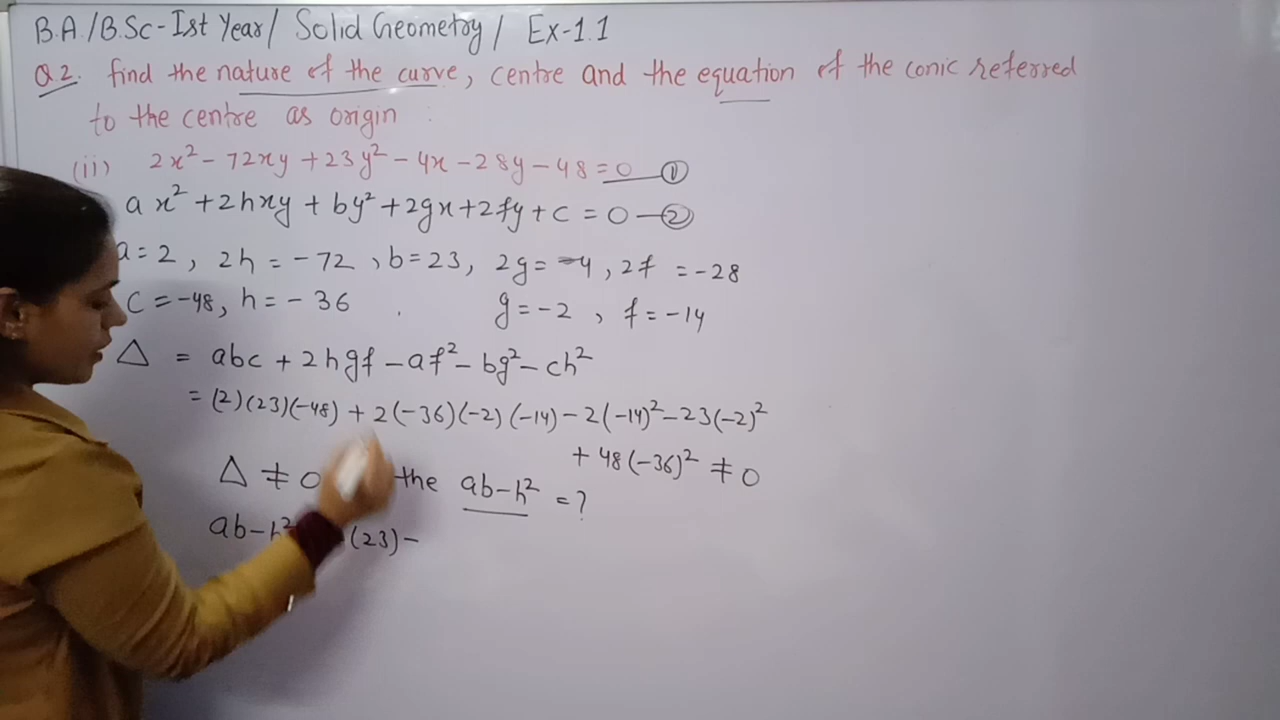 B.A./B.Sc-Ist Year/ Solid Geometry/ Ex-1.1
Q 2. find the nature of the curve, centre and the equation of the conic referred
to the centre as origin :
(ii) 2x² - 72xy + 23y² - 4x - 28y - 48 = 0 — ①
ax² + 2hxy + by² + 2gx + 2fy + c = 0 — ②
a = 2, 2h = -72, b = 23, 2g = -4, 2f = -28
c = -48, h = -36 g = -2, f = -14
Δ = abc + 2hgf - af² - bg² - ch²
= (2)(23)(-48) + 2(-36)(-2)(-14) - 2(-14)² - 23(-2)²
+ 48(-36)² ≠ 0
Δ ≠ 0 the ab - h² = ?
ab - h² (23) -